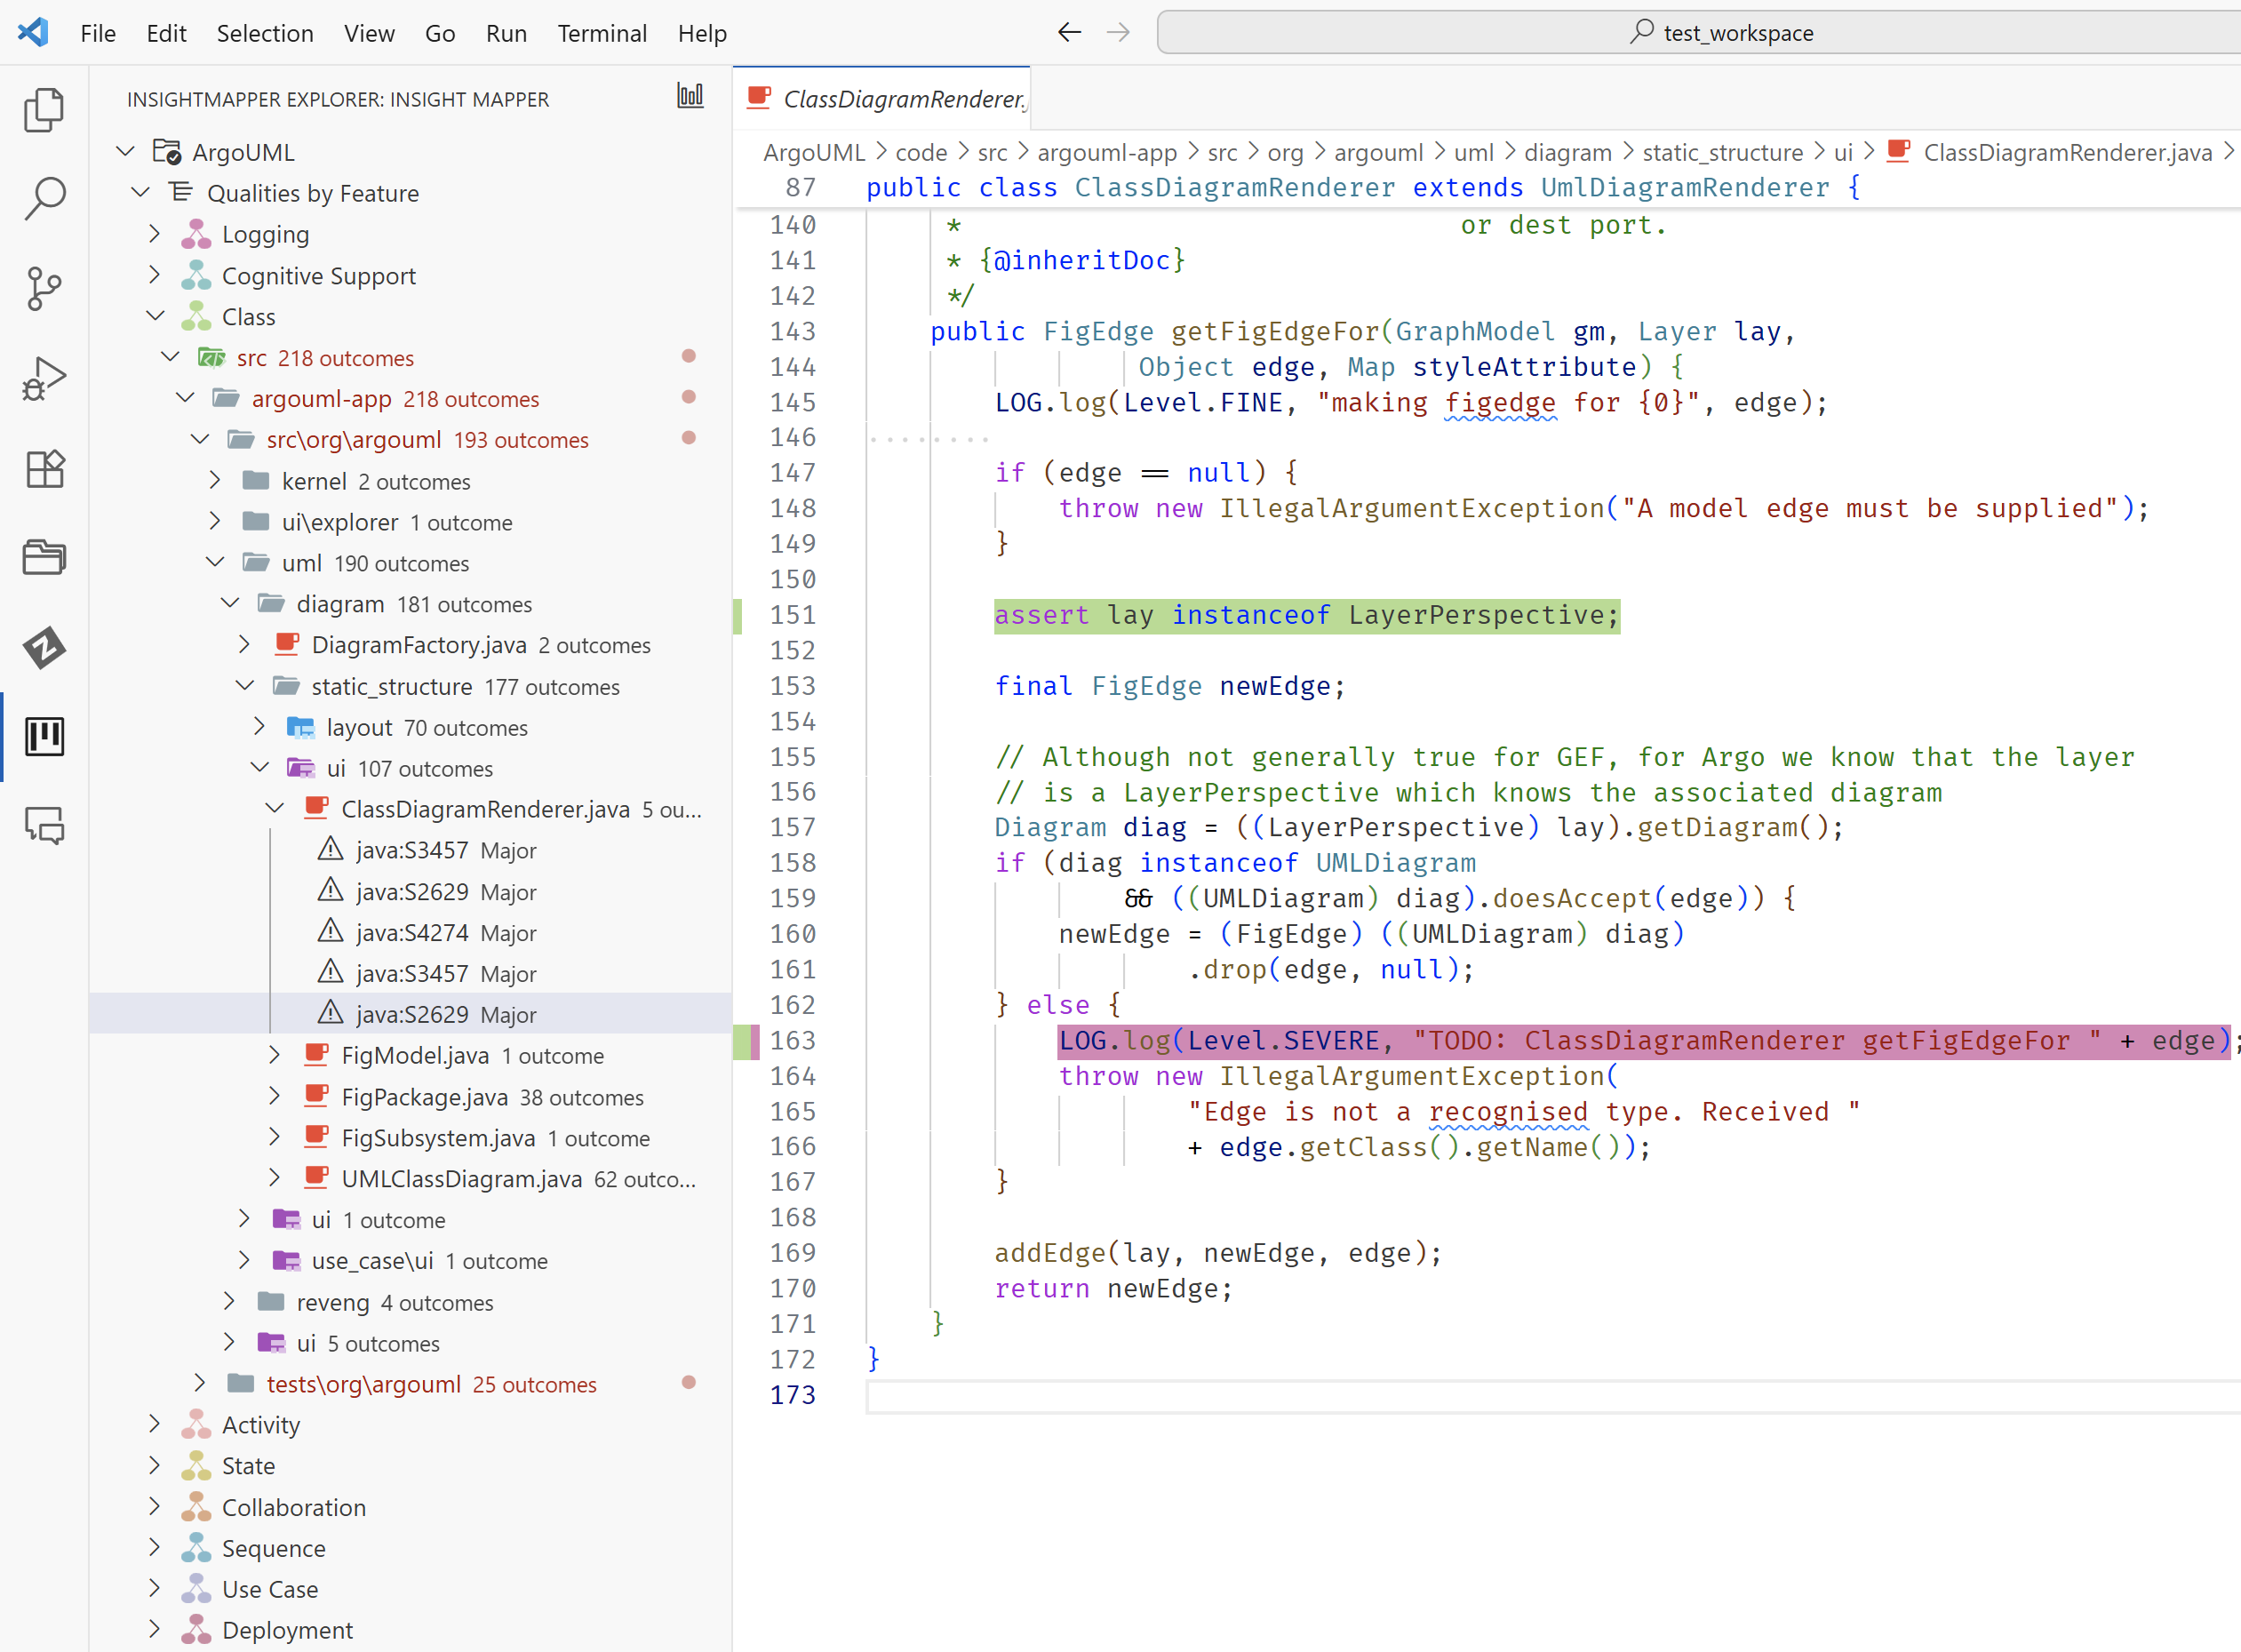 File Edit Selection View Go Run Terminal Help
test_workspace
INSIGHTMAPPER EXPLORER: INSIGHT MAPPER
ArgoUML
Qualities by Feature
Logging
Cognitive Support
Class
src 218 outcomes
argouml-app 218 outcomes
src\org\argouml 193 outcomes
kernel 2 outcomes
ui\explorer 1 outcome
uml 190 outcomes
diagram 181 outcomes
DiagramFactory.java 2 outcomes
static_structure 177 outcomes
layout 70 outcomes
ui 107 outcomes
ClassDiagramRenderer.java 5 ou...
java:S3457 Major
java:S2629 Major
java:S4274 Major
java:S3457 Major
java:S2629 Major
FigModel.java 1 outcome
FigPackage.java 38 outcomes
FigSubsystem.java 1 outcome
UMLClassDiagram.java 62 outco...
ui 1 outcome
use_case\ui 1 outcome
reveng 4 outcomes
ui 5 outcomes
tests\org\argouml 25 outcomes
Activity
State
Collaboration
Sequence
Use Case
Deployment
ClassDiagramRenderer.
ArgoUML > code > src > argouml-app > src > org > argouml > uml > diagram > static_structure > ui > ClassDiagramRenderer.java >
87 public class ClassDiagramRenderer extends UmlDiagramRenderer {
140 * or dest port.
141 * {@inheritDoc}
142 */
143 public FigEdge getFigEdgeFor(GraphModel gm, Layer lay,
144 Object edge, Map styleAttribute) {
145 LOG.log(Level.FINE, "making figedge for {0}", edge);
146 ········
147 if (edge == null) {
148 throw new IllegalArgumentException("A model edge must be supplied");
149 }
150
151 assert lay instanceof LayerPerspective;
152
153 final FigEdge newEdge;
154
155 // Although not generally true for GEF, for Argo we know that the layer
156 // is a LayerPerspective which knows the associated diagram
157 Diagram diag = ((LayerPerspective) lay).getDiagram();
158 if (diag instanceof UMLDiagram
159 && ((UMLDiagram) diag).doesAccept(edge)) {
160 newEdge = (FigEdge) ((UMLDiagram) diag)
161 .drop(edge, null);
162 } else {
163 LOG.log(Level.SEVERE, "TODO: ClassDiagramRenderer getFigEdgeFor " + edge);
164 throw new IllegalArgumentException(
165 "Edge is not a recognised type. Received "
166 + edge.getClass().getName());
167 }
168
169 addEdge(lay, newEdge, edge);
170 return newEdge;
171 }
172 }
173